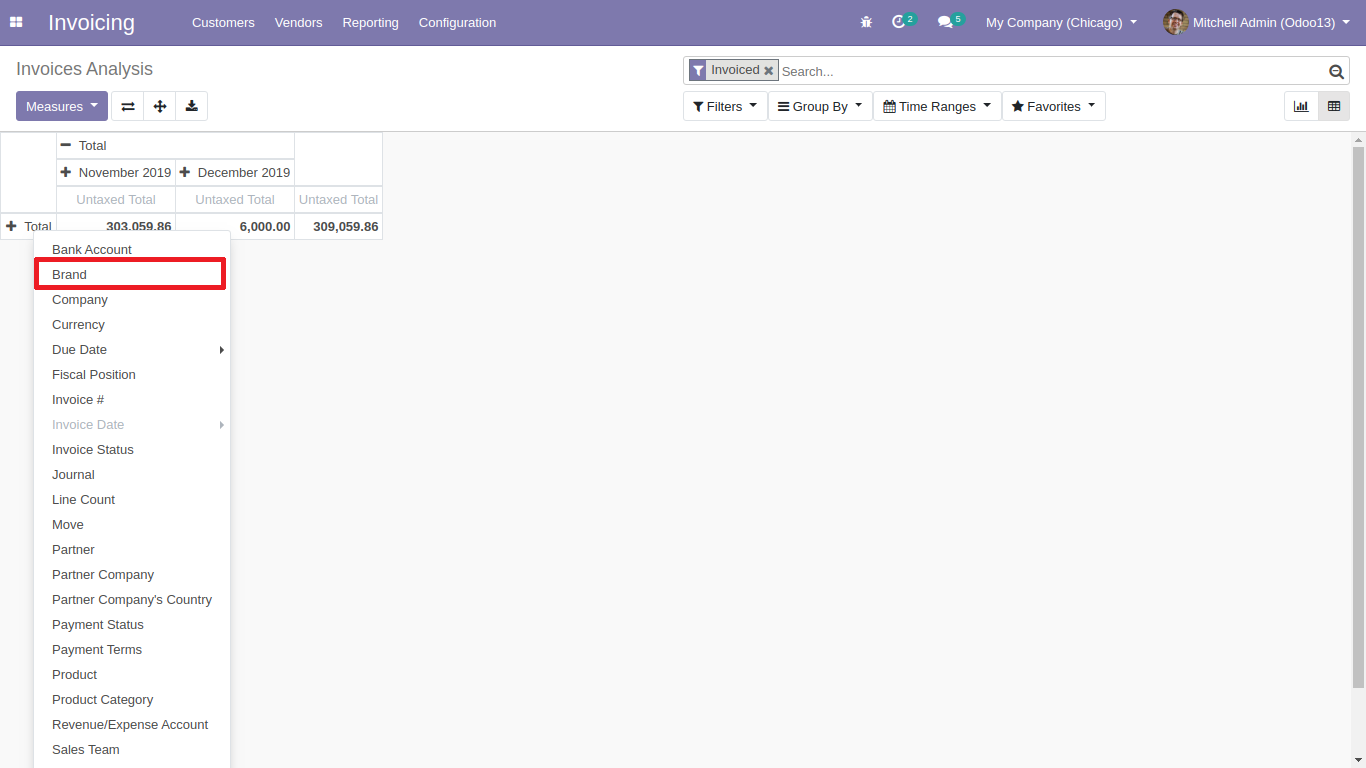 Invoicing Customers Vendors Reporting Configuration 2 5 My Company (Chicago) Mitchell Admin (Odoo13)
Invoices Analysis Invoiced Search...
Measures Filters Group By Time Ranges Favorites
Total
November 2019 December 2019
Untaxed Total Untaxed Total Untaxed Total
Total 303,059.86 6,000.00 309,059.86
Bank Account
Brand
Company
Currency
Due Date
Fiscal Position
Invoice #
Invoice Date
Invoice Status
Journal
Line Count
Move
Partner
Partner Company
Partner Company's Country
Payment Status
Payment Terms
Product
Product Category
Revenue/Expense Account
Sales Team